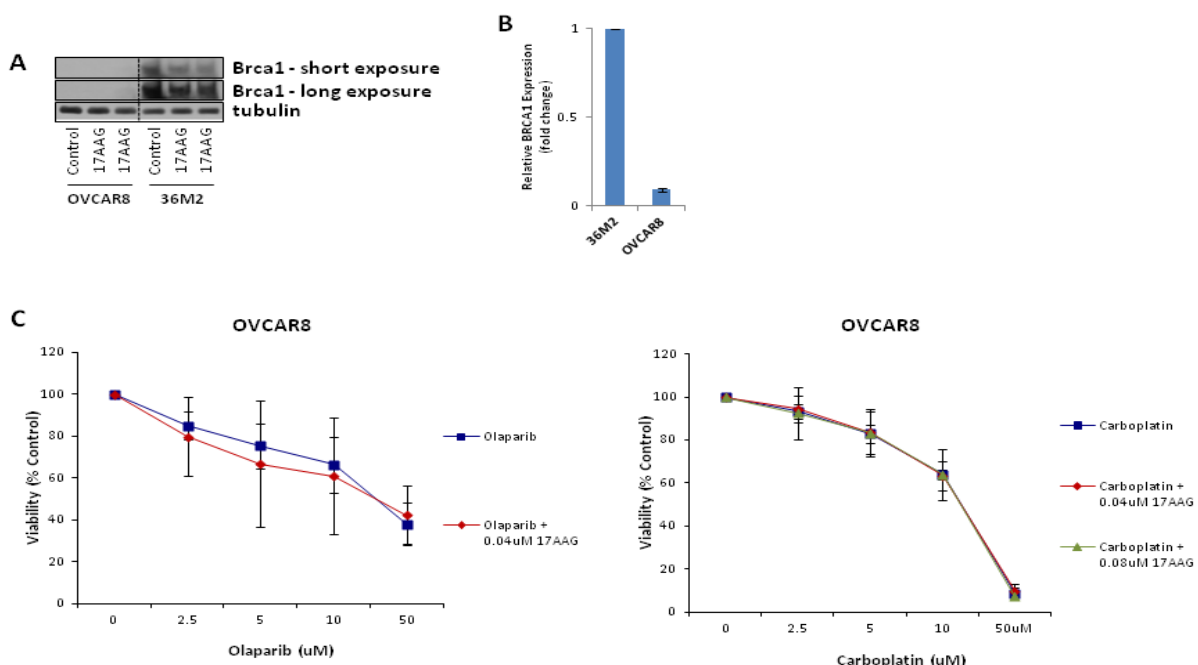 A
Brca1 - short exposure
Brca1 - long exposure
tubulin
Control
17AAG
17AAG
Control
17AAG
17AAG
OVCAR8
36M2
B
Relative BRCA1 Expression
(fold change)
1
0.5
0
36M2
OVCAR8
C
OVCAR8
Viability (% Control)
120
100
80
60
40
20
0
0
2.5
5
10
50
Olaparib (uM)
Olaparib
Olaparib +
0.04uM 17AAG
OVCAR8
Viability (% Control)
120
100
80
60
40
20
0
0
2.5
5
10
50uM
Carboplatin (uM)
Carboplatin
Carboplatin +
0.04uM 17AAG
Carboplatin +
0.08uM 17AAG